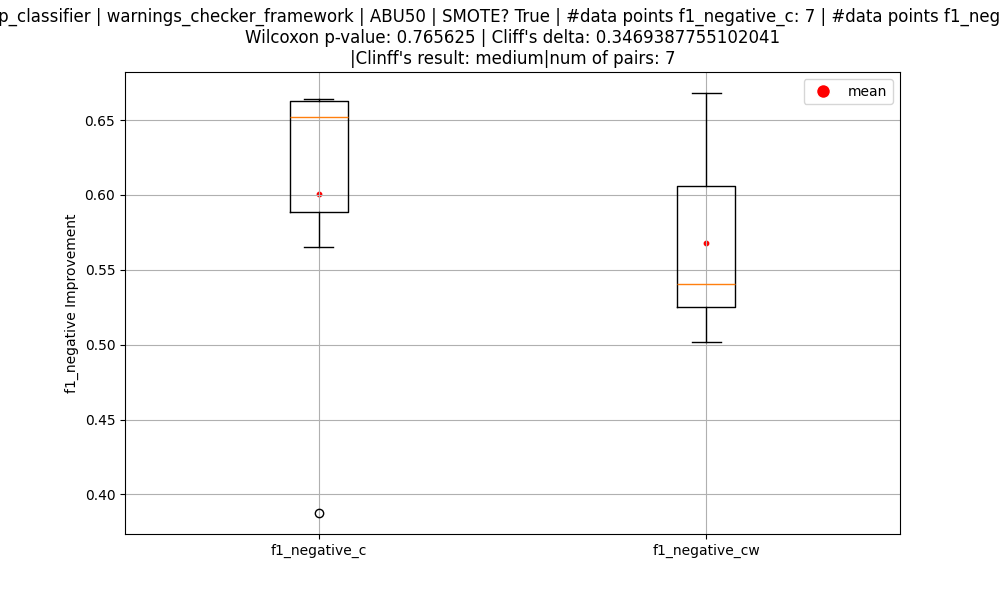 p_classifier | warnings_checker_framework | ABU50 | SMOTE? True | #data points f1_negative_c: 7 | #data points f1_neg
Wilcoxon p-value: 0.765625 | Cliff's delta: 0.3469387755102041
|Clinff's result: medium|num of pairs: 7
mean
0.65
0.60
0.55
0.50
0.45
0.40
f1_negative Improvement
f1_negative_c
f1_negative_cw